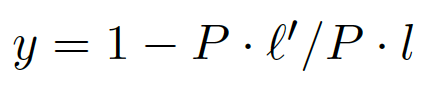 y = 1 − P · ℓ′/P · l